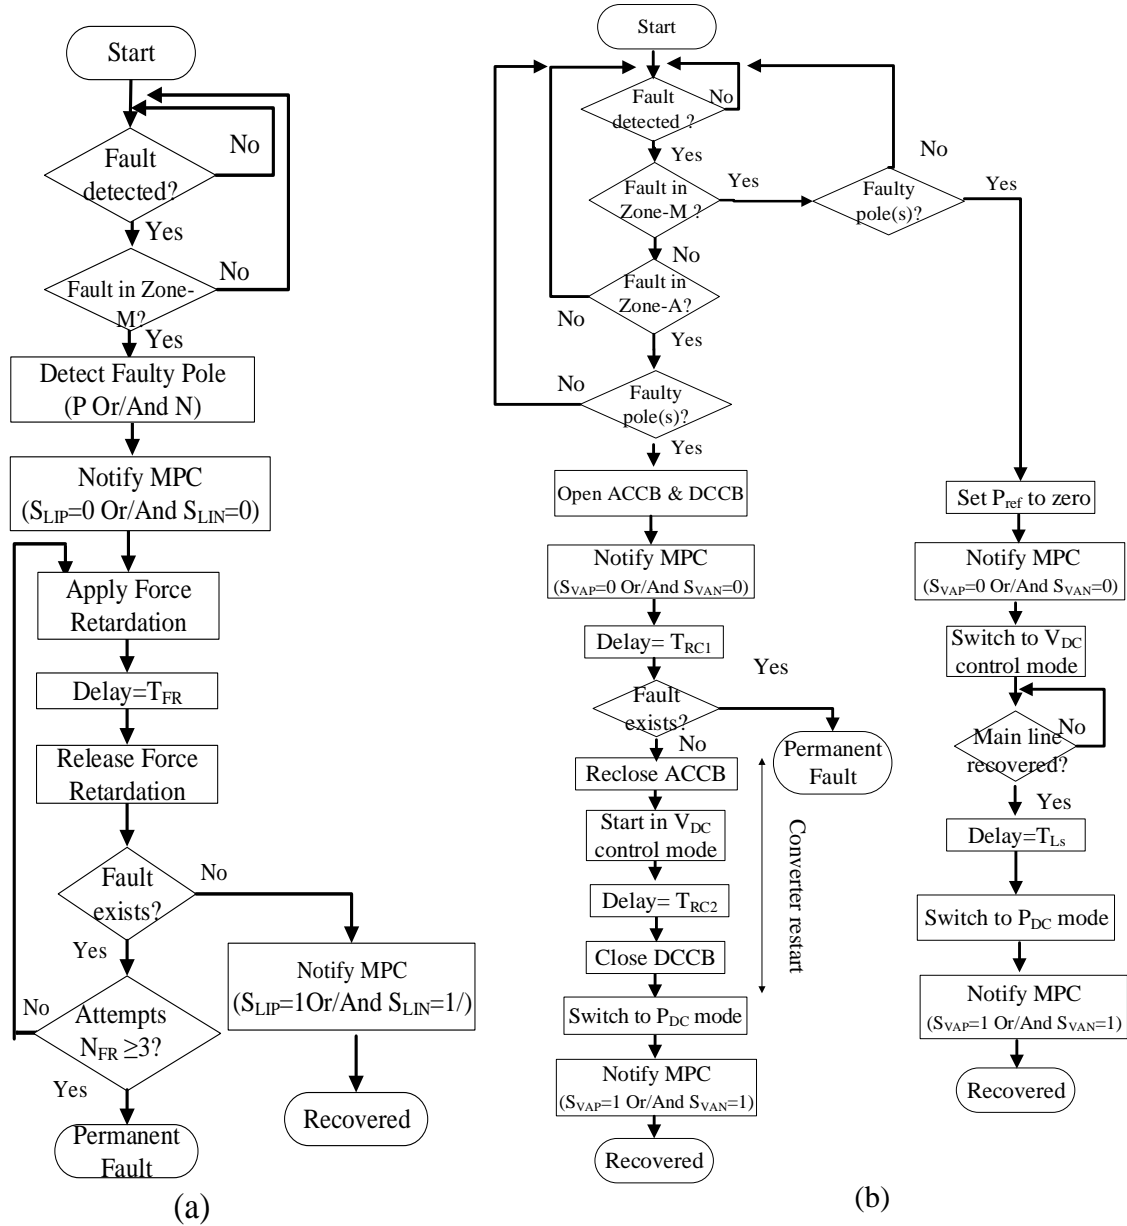 Start
Fault
detected?
No
Yes
Fault in Zone-
M?
No
Yes
Detect Faulty Pole
(P Or/And N)
Notify MPC
(S_LIP=0 Or/And S_LIN=0)
Apply Force
Retardation
Delay=T_FR
Release Force
Retardation
Fault
exists?
No
Yes
Notify MPC
(S_LIP=1Or/And S_LIN=1/)
Attempts
N_FR ≥3?
No
Yes
Recovered
Permanent
Fault
(a)
Start
Fault
detected ?
No
Yes
Fault in
Zone-M ?
Yes
No
Faulty
pole(s)?
No
Yes
Fault in
Zone-A?
No
Yes
Faulty
pole(s)?
No
Yes
Open ACCB & DCCB
Notify MPC
(S_VAP=0 Or/And S_VAN=0)
Delay= T_RC1
Fault
exists?
Yes
No
Permanent
Fault
Reclose ACCB
Start in V_DC
control mode
Delay= T_RC2
Close DCCB
Converter restart
Switch to P_DC mode
Notify MPC
(S_VAP=1 Or/And S_VAN=1)
Recovered
Set P_ref to zero
Notify MPC
(S_VAP=0 Or/And S_VAN=0)
Switch to V_DC
control mode
Main line
recovered?
No
Yes
Delay=T_Ls
Switch to P_DC mode
Notify MPC
(S_VAP=1 Or/And S_VAN=1)
Recovered
(b)